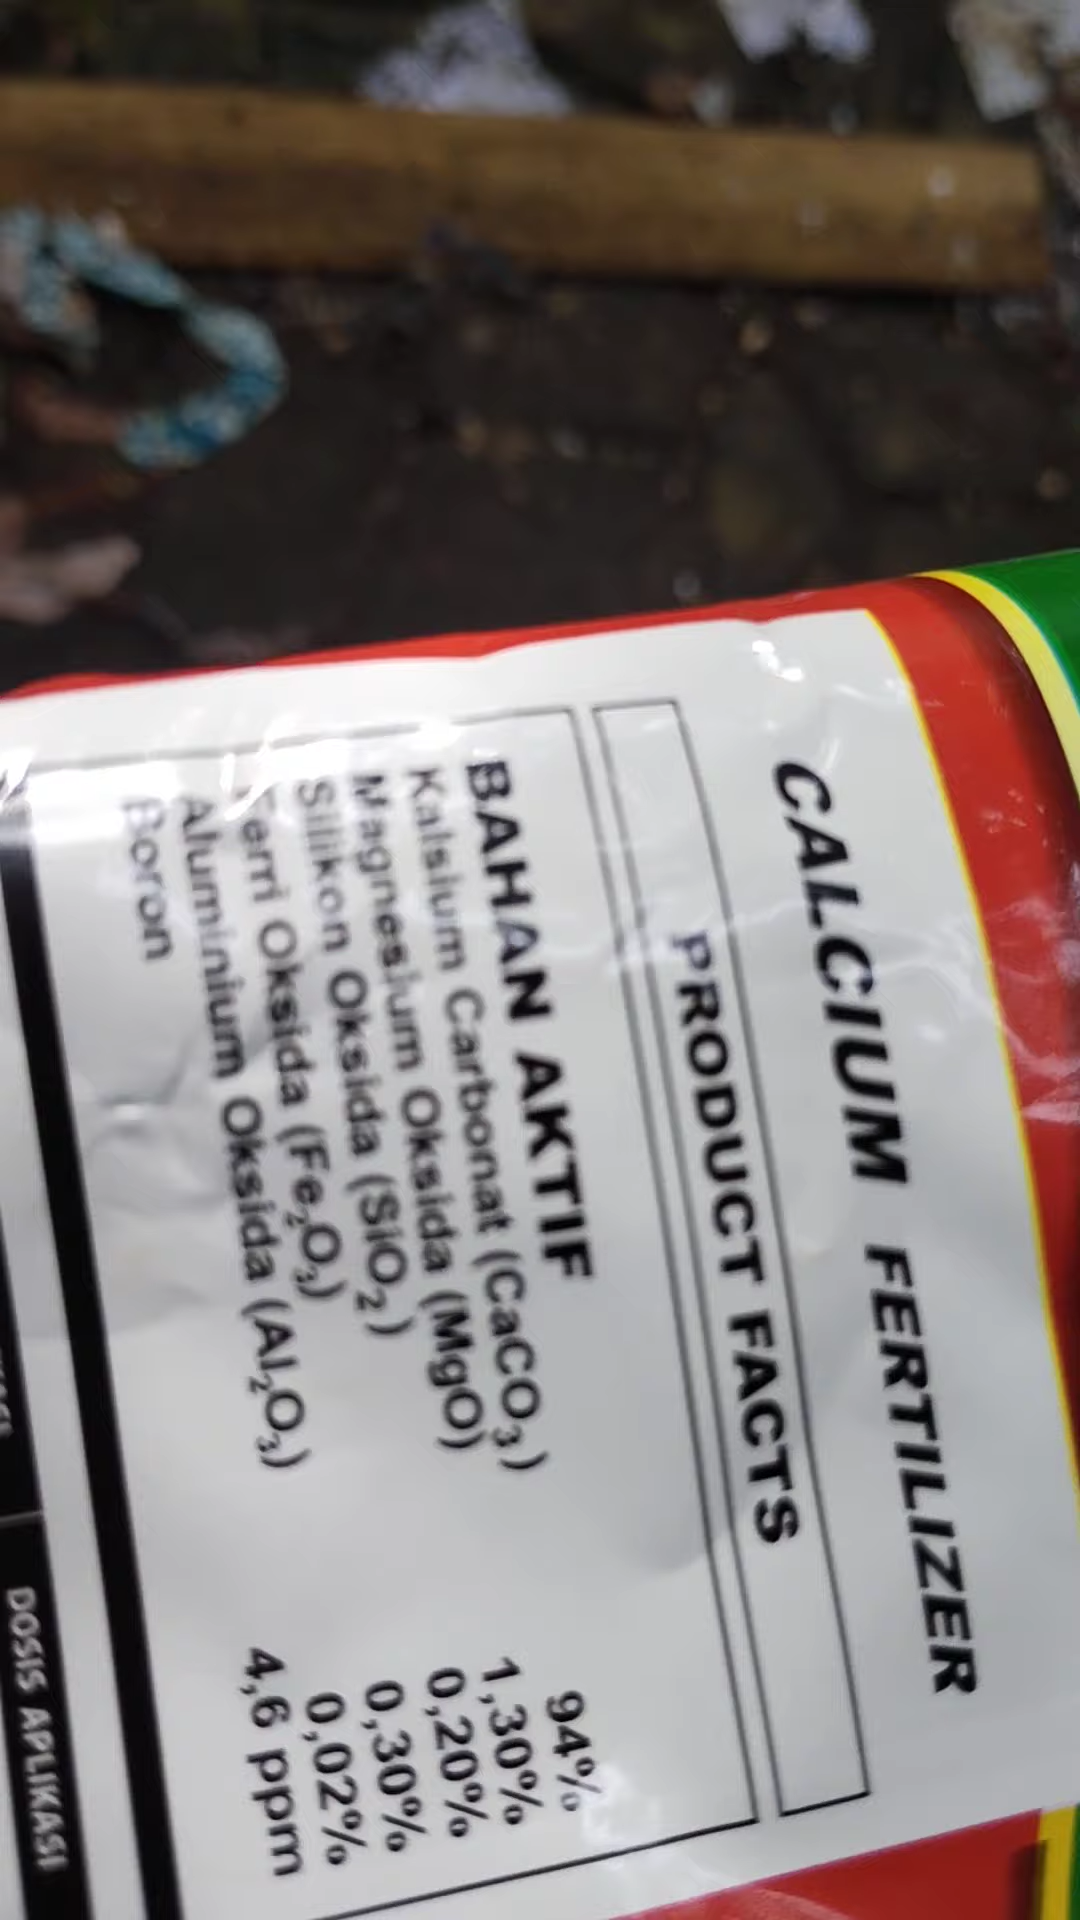 CALCIUM FERTILIZER
PRODUCT FACTS
BAHAN AKTIF
Kalsium Carbonat (CaCO₃) 94%
Magnesium Oksida (MgO) 1,30%
Silikon Oksida (SiO₂) 0,20%
Ferri Oksida (Fe₂O₃) 0,30%
Aluminium Oksida (Al₂O₃) 0,02%
Boron 4,6 ppm
DOSIS APLIKASI